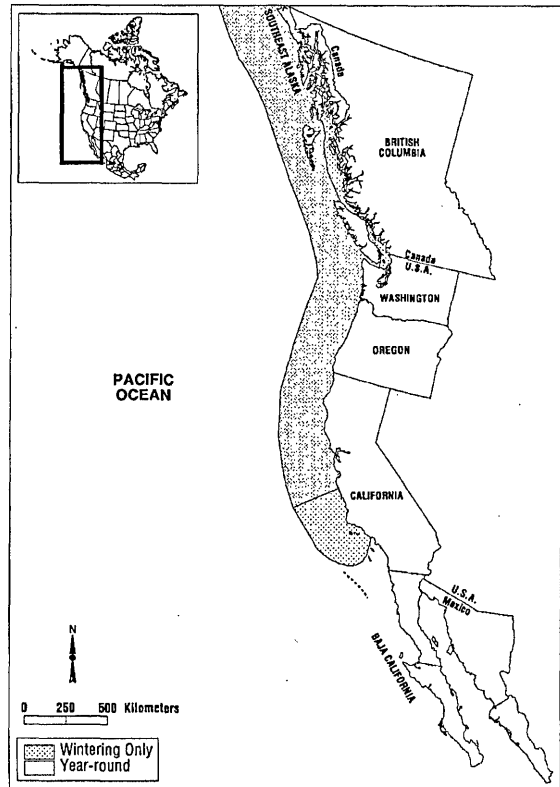 SOUTHEAST ALASKA
Canada
BRITISH
COLUMBIA
Canada
U.S.A.
WASHINGTON
OREGON
PACIFIC
OCEAN
CALIFORNIA
U.S.A.
Mexico
BAJA CALIFORNIA
N
0 250 500 Kilometers
Wintering Only
Year-round